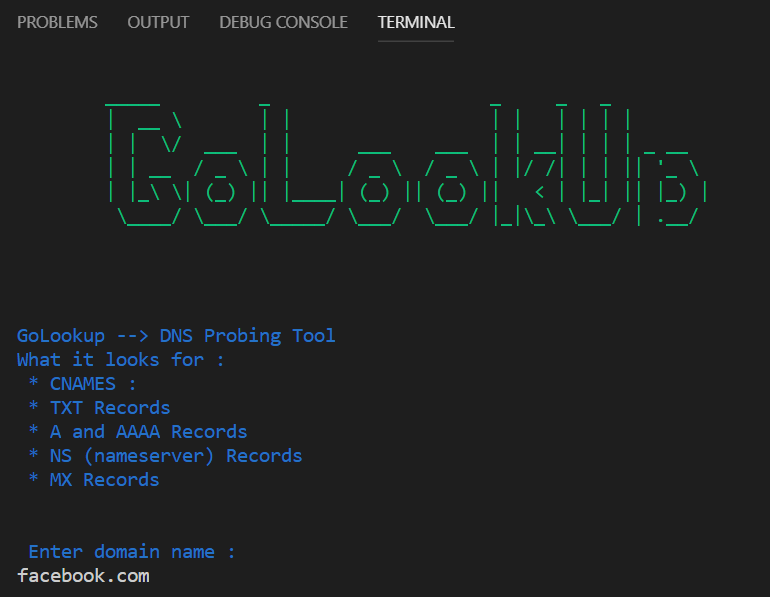 PROBLEMS OUTPUT DEBUG CONSOLE TERMINAL
GoLookUp
GoLookup --> DNS Probing Tool
What it looks for :
* CNAMES :
* TXT Records
* A and AAAA Records
* NS (nameserver) Records
* MX Records
Enter domain name :
facebook.com